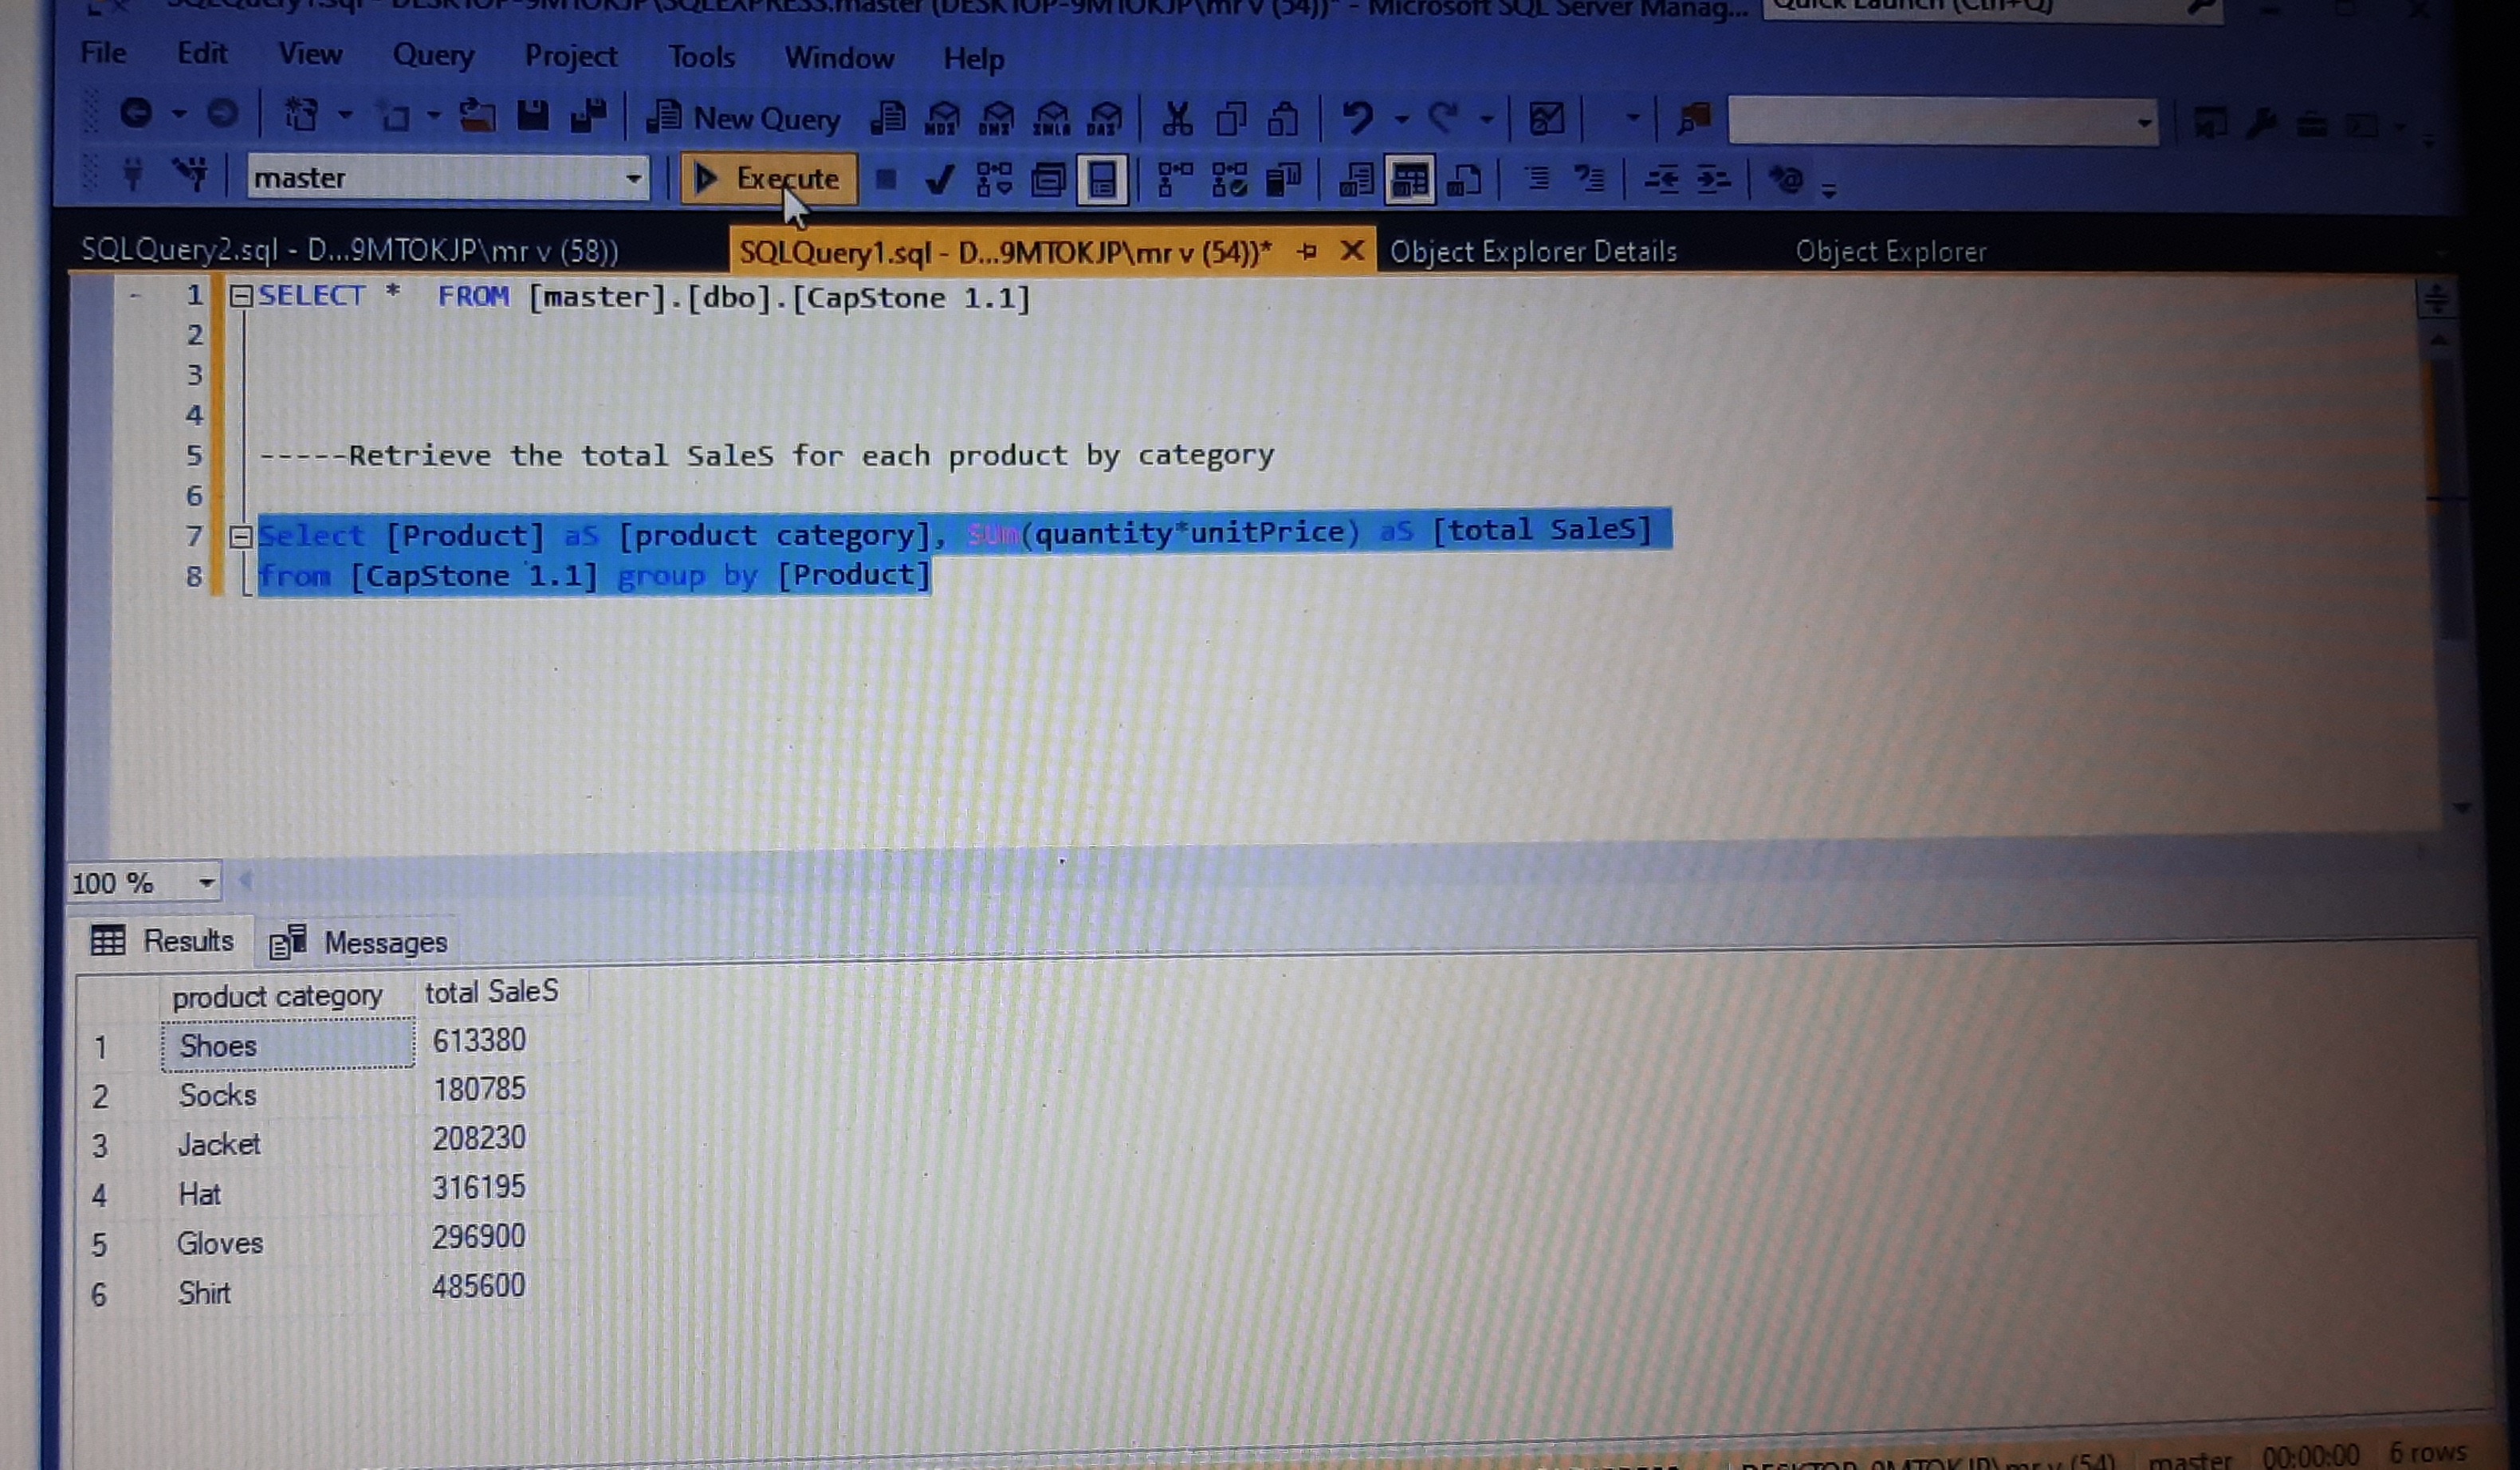 SQLQuery1.sql - DESKTOP-9MTOKJP\SQLEXPRESS.master (DESKTOP-9MTOKJP\mr v (54))* - Microsoft SQL Server Manag... Quick Launch (Ctrl+Q)
File Edit View Query Project Tools Window Help
New Query MDX DMX XMLA DAX
master Execute
SQLQuery2.sql - D...9MTOKJP\mr v (58)) SQLQuery1.sql - D...9MTOKJP\mr v (54))* Object Explorer Details Object Explorer
1 SELECT * FROM [master].[dbo].[CapStone 1.1]
2
3
4
5 -----Retrieve the total SaleS for each product by category
6
7 Select [Product] aS [product category], SUm(quantity*unitPrice) aS [total SaleS]
8 from [CapStone 1.1] group by [Product]
100 %
Results Messages
product category total SaleS
1 Shoes 613380
2 Socks 180785
3 Jacket 208230
4 Hat 316195
5 Gloves 296900
6 Shirt 485600
DESKTOP-9MTOKJP\mr v (54) master 00:00:00 6 rows